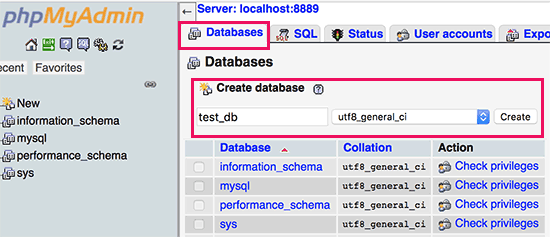 phpMyAdmin
ecent Favorites
New
information_schema
mysql
performance_schema
sys
Server: localhost:8889
Databases SQL Status User accounts Expo
Databases
Create database
test_db utf8_general_ci Create
Database Collation Action
information_schema utf8_general_ci Check privileges
mysql utf8_general_ci Check privileges
performance_schema utf8_general_ci Check privileges
sys utf8_general_ci Check privileges